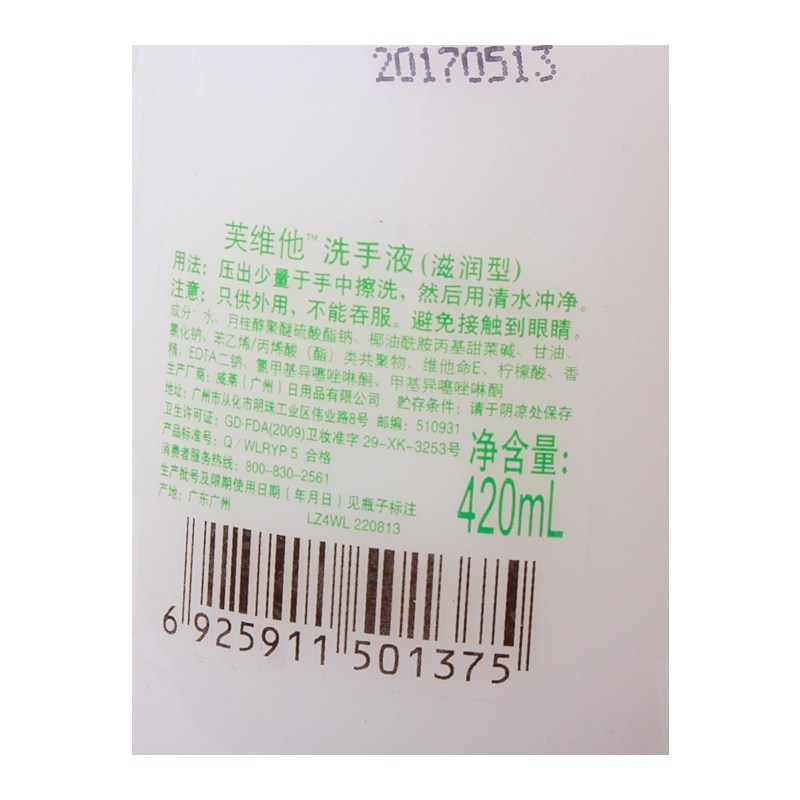 20170513
芙维他™洗手液(滋润型)
用法：压出少量于手中擦洗，然后用清水冲净。
注意：只供外用，不能吞服。避免接触到眼睛。
成分：水、月桂醇聚醚硫酸酯钠、椰油酰胺丙基甜菜碱、甘油、
氯化钠、苯乙烯/丙烯酸（酯）类共聚物、维他命E、柠檬酸、香
精、EDTA二钠、氯甲基异噻唑啉酮、甲基异噻唑啉酮
生产厂商：威莱（广州）日用品有限公司 贮存条件：请于阴凉处保存
地址：广州市从化市明珠工业区伟业路8号 邮编：510931
卫生许可证：GD·FDA(2009)卫妆准字 29-XK-3253号
产品标准号：Q／WLRYP 5 合格
消费者服务热线：800-830-2561
生产批号及限期使用日期（年月日）见瓶子标注
产地：广东广州
LZ4WL 220813
净含量：
420mL
6 925911 501375